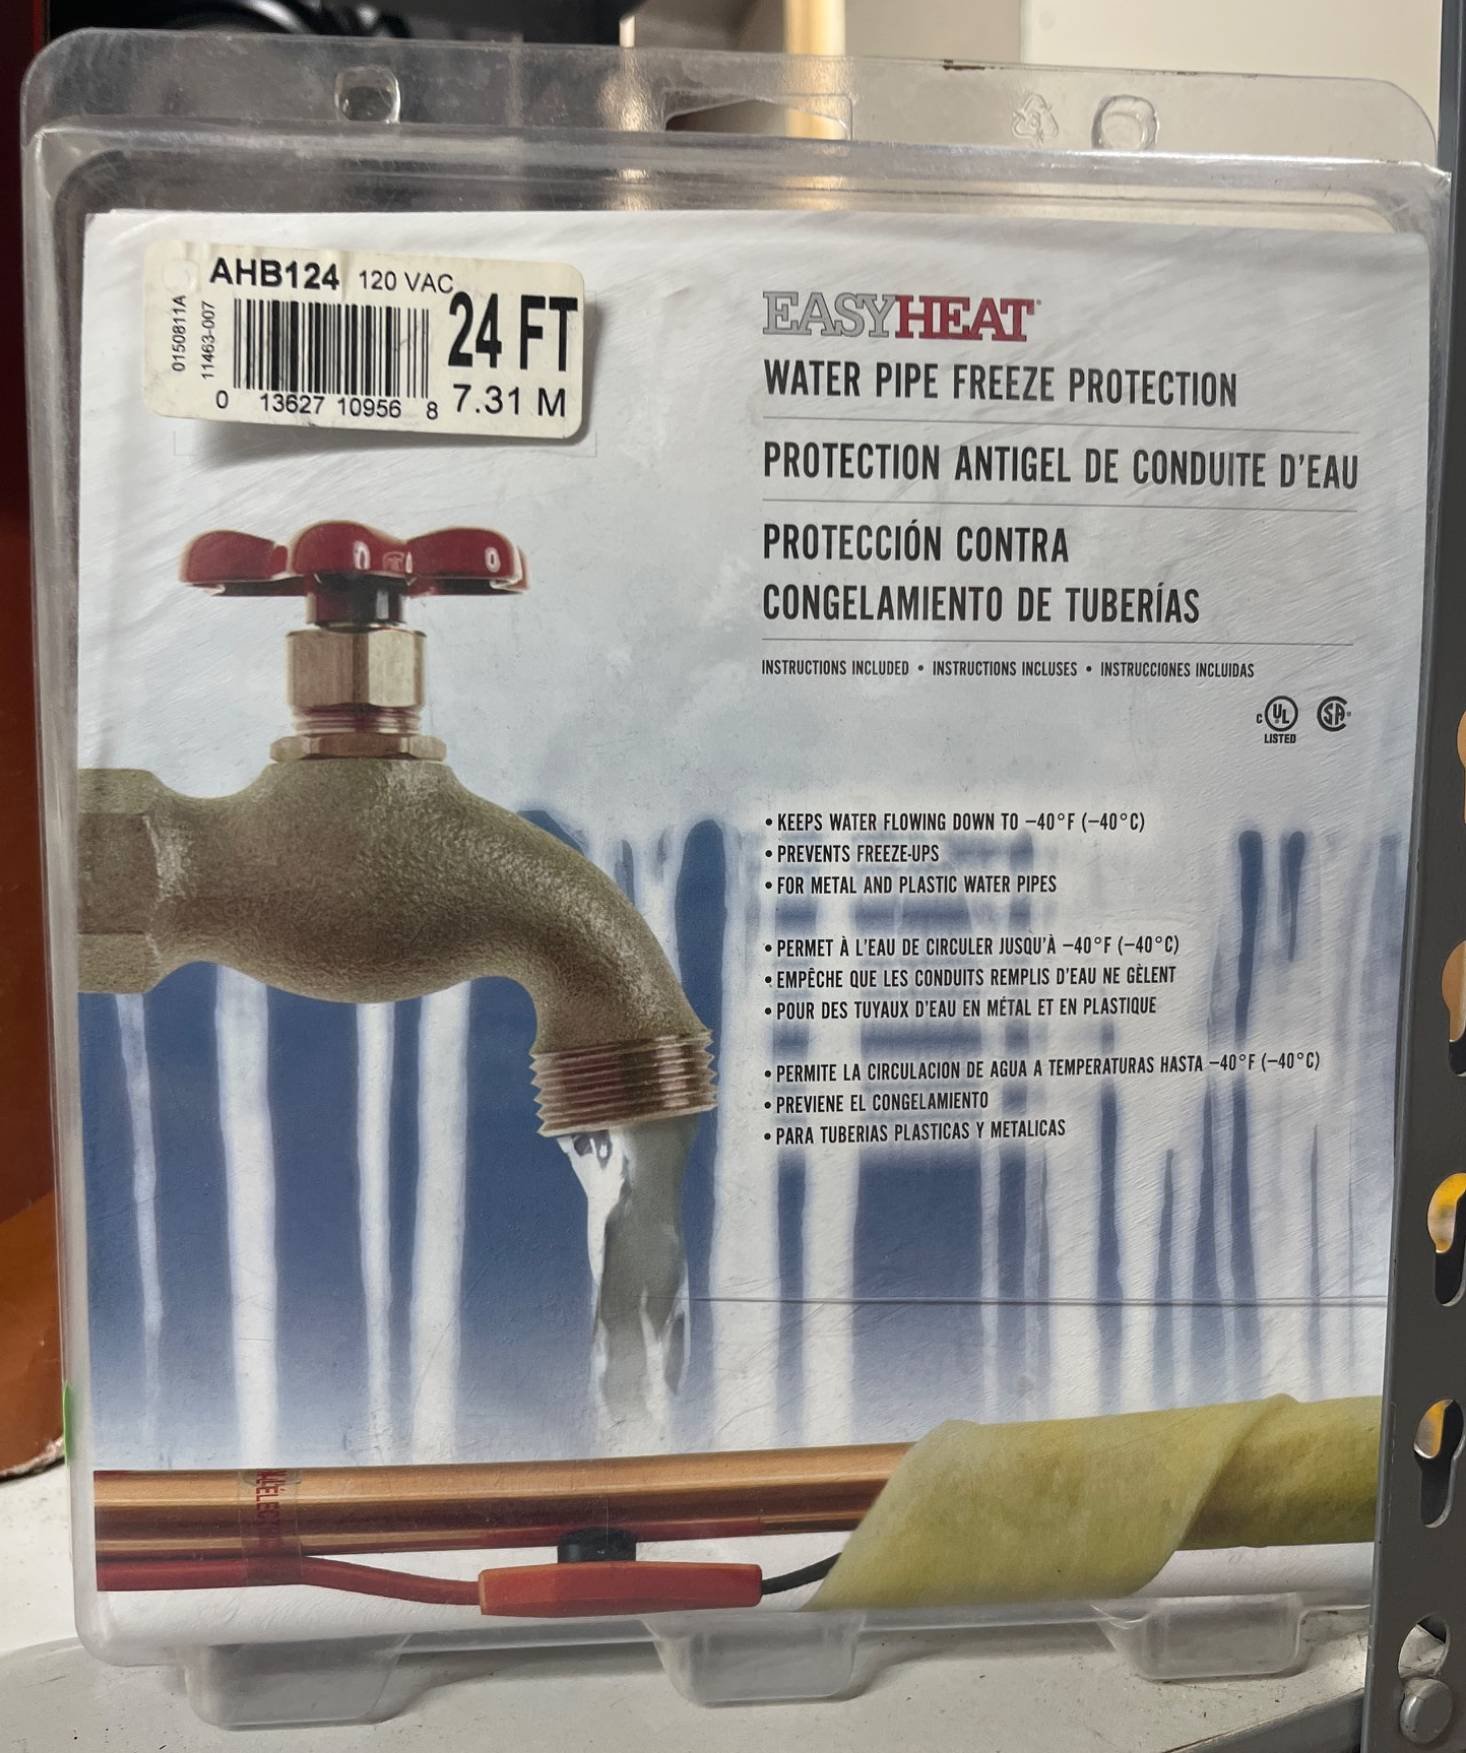 AHB124 120 VAC
0150811A
11463-007
24 FT
7.31 M
0 13627 10956 8
EASYHEAT
WATER PIPE FREEZE PROTECTION
PROTECTION ANTIGEL DE CONDUITE D'EAU
PROTECCIÓN CONTRA
CONGELAMIENTO DE TUBERÍAS
INSTRUCTIONS INCLUDED • INSTRUCTIONS INCLUSES • INSTRUCCIONES INCLUIDAS
c UL SA
LISTED
• KEEPS WATER FLOWING DOWN TO –40°F (–40°C)
• PREVENTS FREEZE-UPS
• FOR METAL AND PLASTIC WATER PIPES
• PERMET À L'EAU DE CIRCULER JUSQU'À –40°F (–40°C)
• EMPÊCHE QUE LES CONDUITS REMPLIS D'EAU NE GÈLENT
• POUR DES TUYAUX D'EAU EN MÉTAL ET EN PLASTIQUE
• PERMITE LA CIRCULACION DE AGUA A TEMPERATURAS HASTA –40°F (–40°C)
• PREVIENE EL CONGELAMIENTO
• PARA TUBERIAS PLASTICAS Y METALICAS